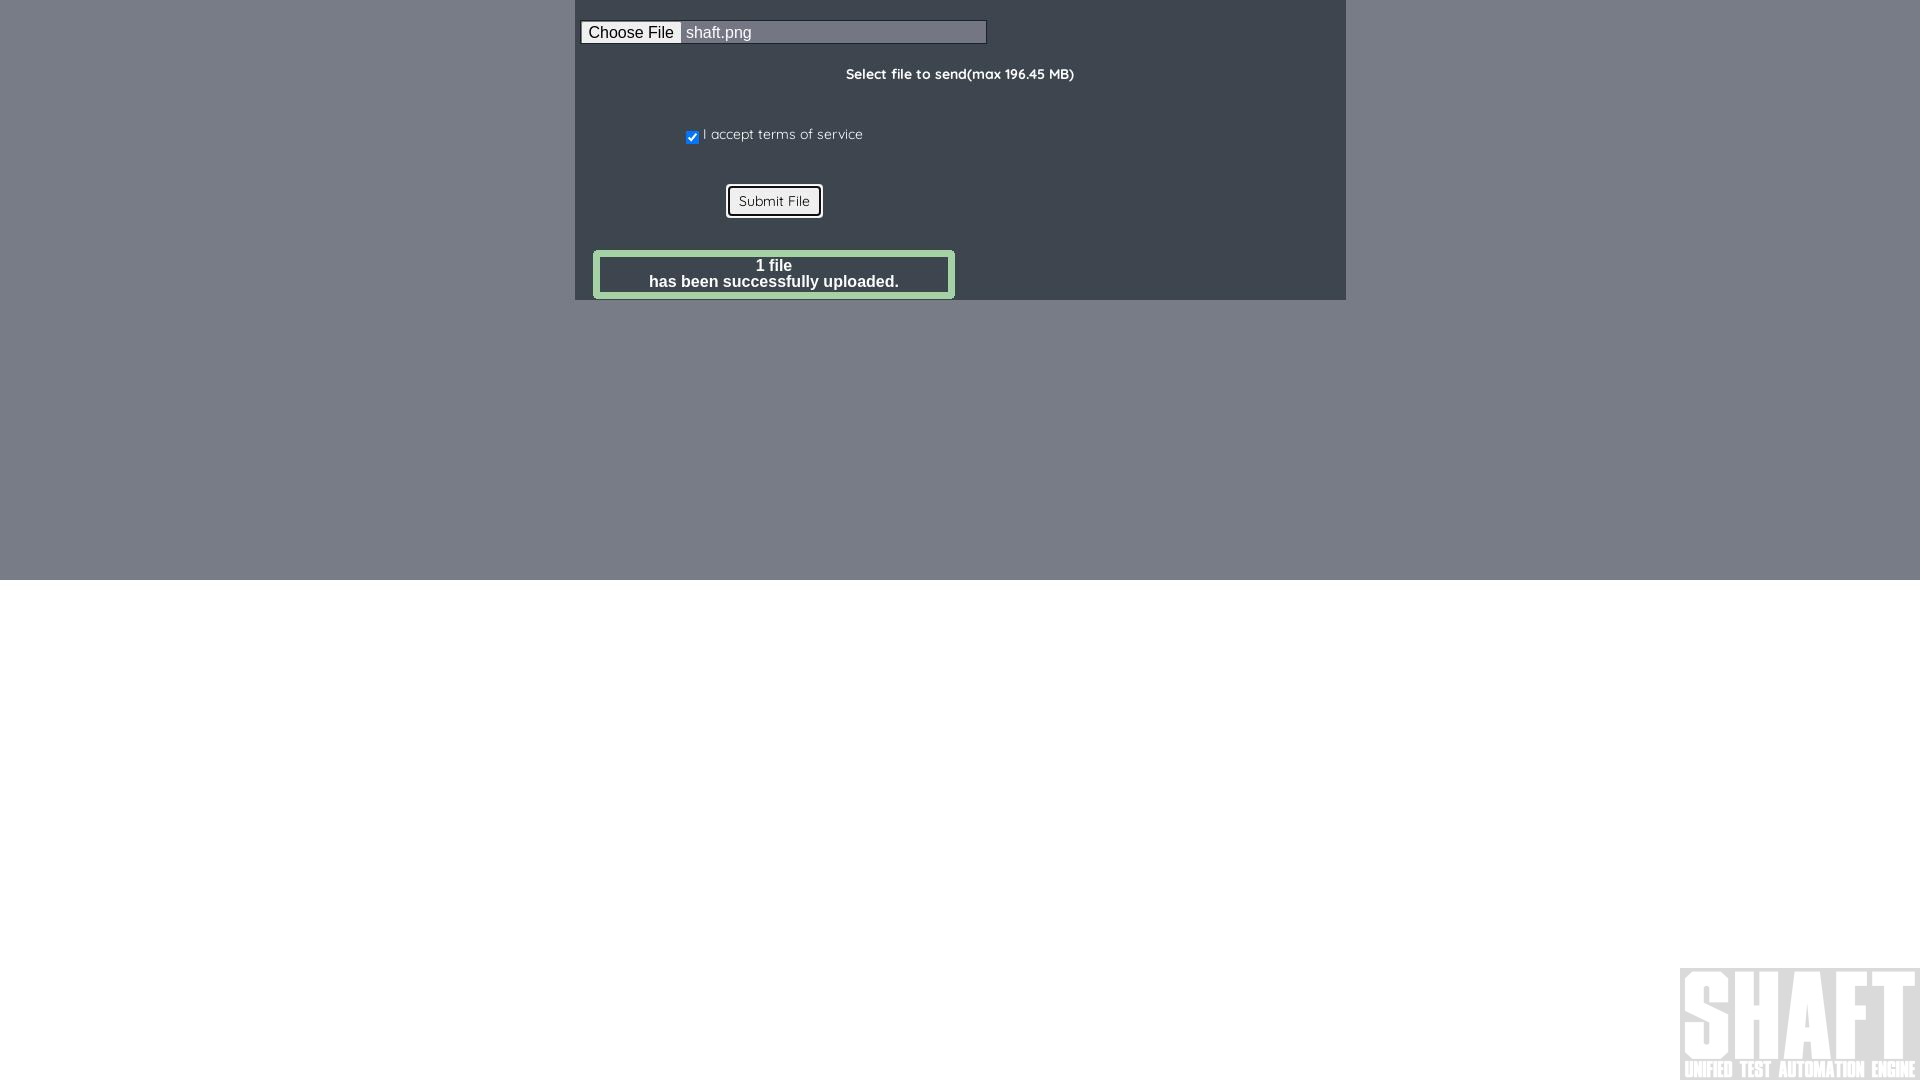 Choose File shaft.png
Select file to send(max 196.45 MB)
I accept terms of service
Submit File
1 file
has been successfully uploaded.
SHAFT
UNIFIED TEST AUTOMATION ENGINE